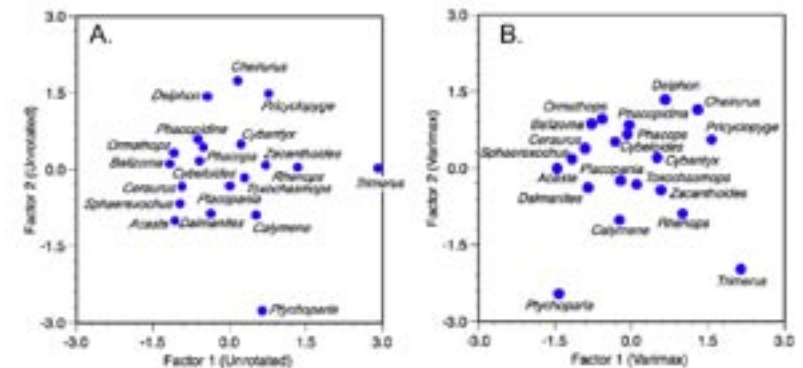 A.
3.0
1.5
0.0
-1.5
-3.0
Factor 2 (Unrotated)
Cheirurus
Deiphon
Pricyclopyge
Phacopidina
Ormathops
Cybantyx
Bellzoma
Phacops
Zacanthoides
Cybeloides
Rhenops
Trimerus
Ceraurus
Placoparia
Toxochasmops
Sphaerexochus
Acaste
Dalmanites
Calymene
Ptychoparia
-3.0
-1.5
0.0
1.5
3.0
Factor 1 (Unrotated)
B.
3.0
1.5
0.0
-1.5
-3.0
Factor 2 (Varimax)
Deiphon
Ormathops
Cheirurus
Phacopidina
Bellzoma
Pricyclopyge
Ceraurus
Phacops
Cybeloides
Sphaerexochus
Cybantyx
Placoparia
Acaste
Toxochasmops
Dalmanites
Zacanthoides
Calymene
Rhenops
Trimerus
Ptychoparia
-3.0
-1.5
0.0
1.5
3.0
Factor 1 (Varimax)